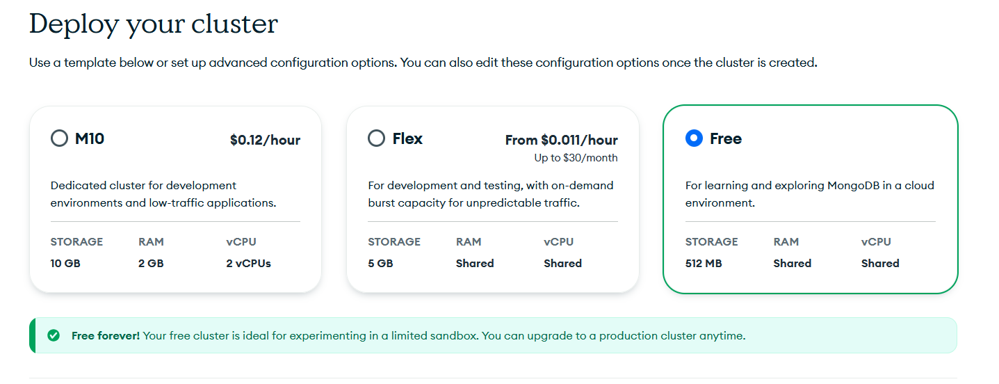 Deploy your cluster
Use a template below or set up advanced configuration options. You can also edit these configuration options once the cluster is created.
M10
$0.12/hour
Dedicated cluster for development
environments and low-traffic applications.
STORAGE RAM vCPU
10 GB 2 GB 2 vCPUs
Flex
From $0.011/hour
Up to $30/month
For development and testing, with on-demand
burst capacity for unpredictable traffic.
STORAGE RAM vCPU
5 GB Shared Shared
Free
For learning and exploring MongoDB in a cloud
environment.
STORAGE RAM vCPU
512 MB Shared Shared
Free forever! Your free cluster is ideal for experimenting in a limited sandbox. You can upgrade to a production cluster anytime.